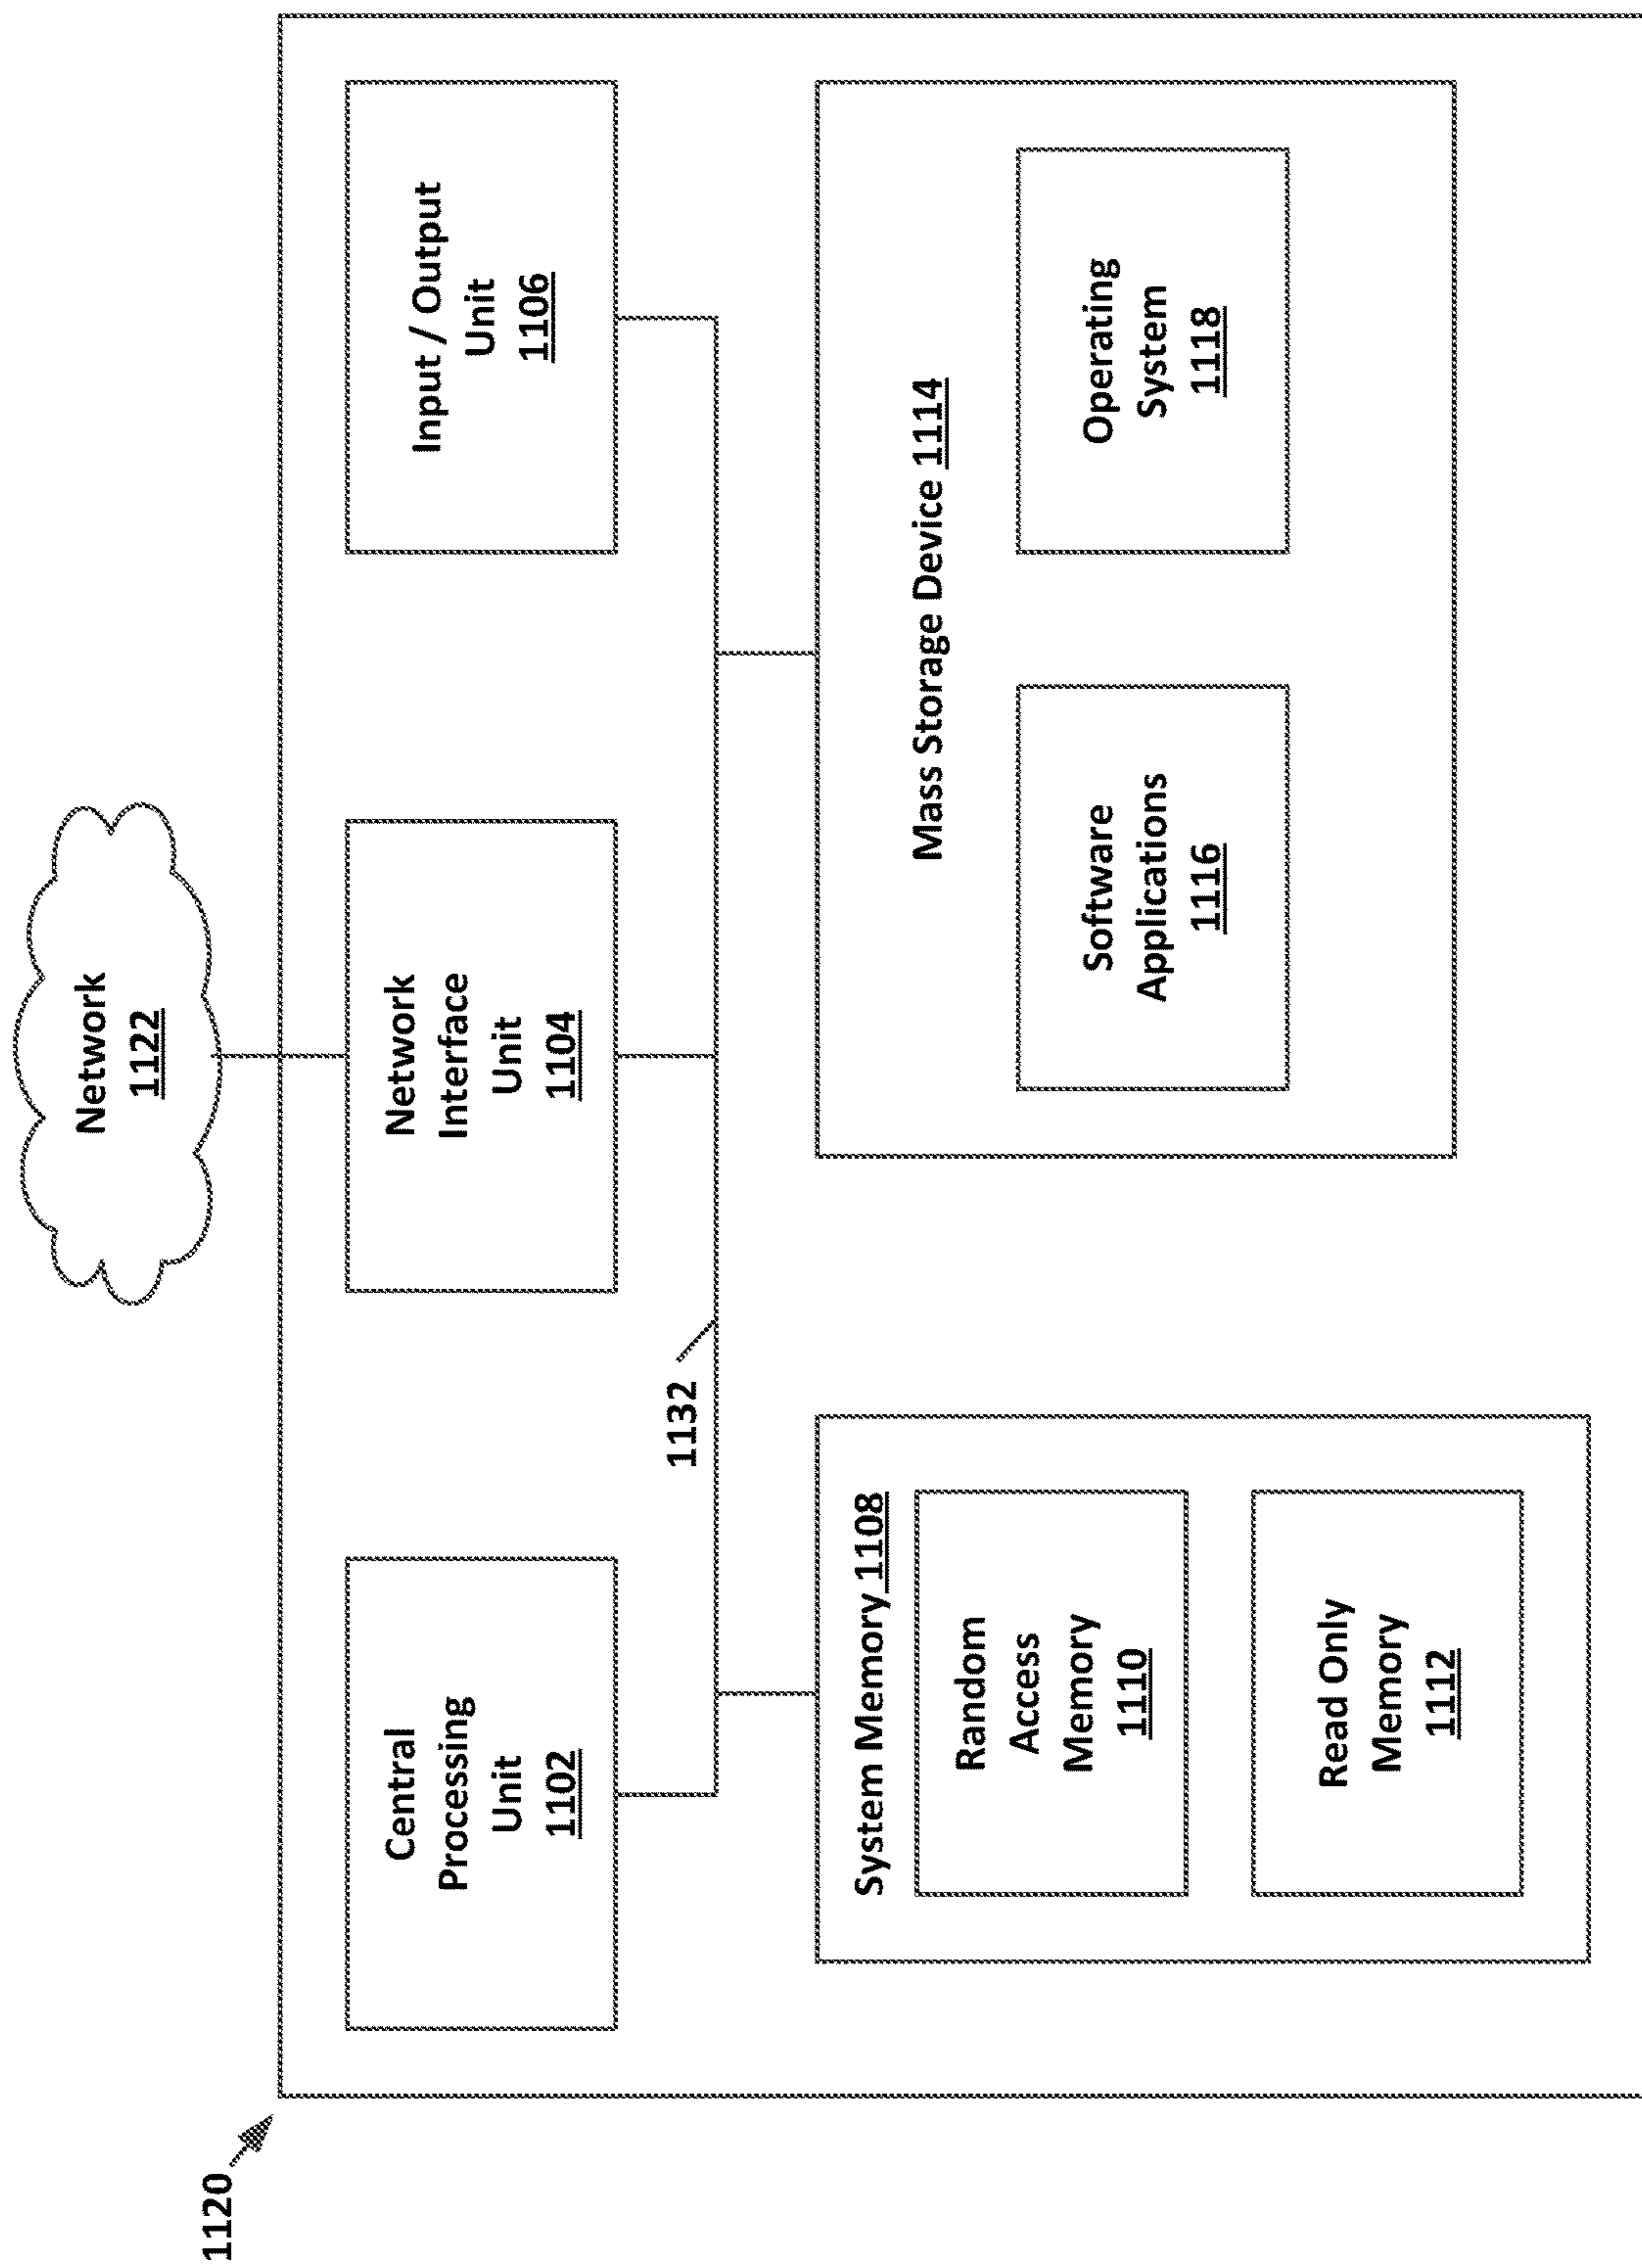 1120
Network
1122
Central
Processing
Unit
1102
Network
Interface
Unit
1104
Input / Output
Unit
1106
1132
System Memory 1108
Random
Access
Memory
1110
Read Only
Memory
1112
Mass Storage Device 1114
Software
Applications
1116
Operating
System
1118